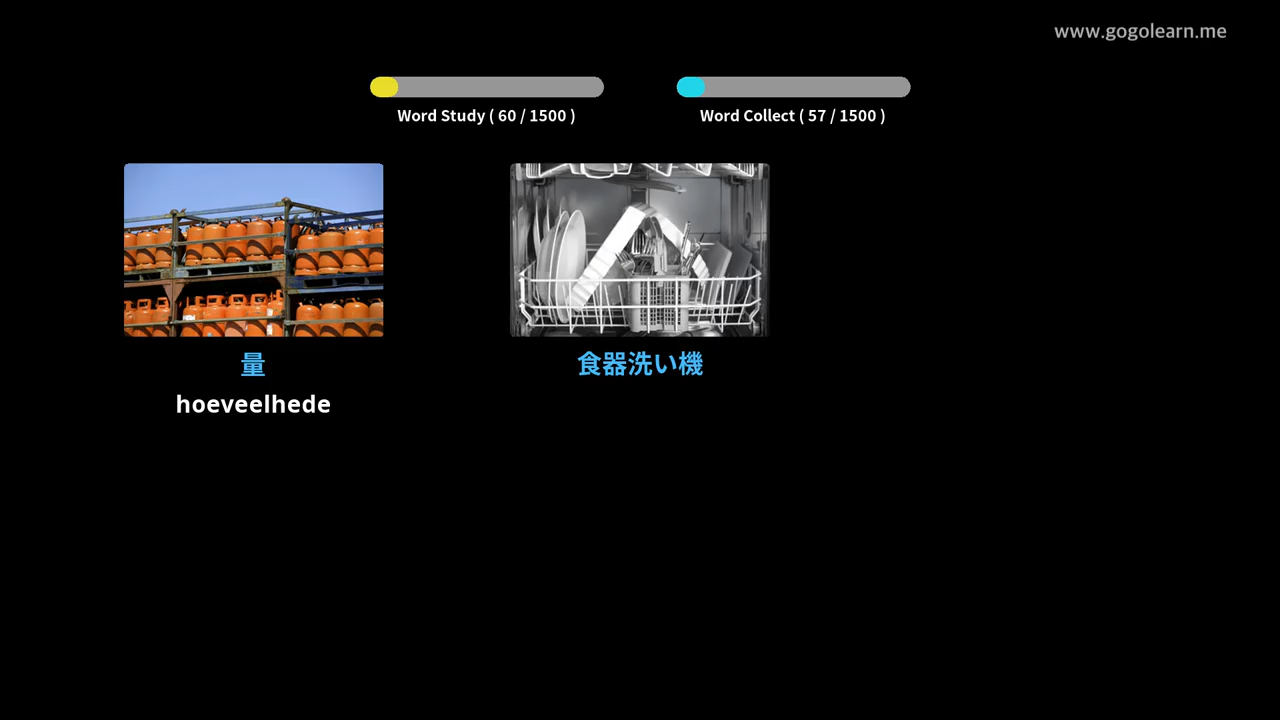 www.gogolearn.me
Word Study ( 60 / 1500 )
Word Collect ( 57 / 1500 )
量
hoeveelhede
食器洗い機